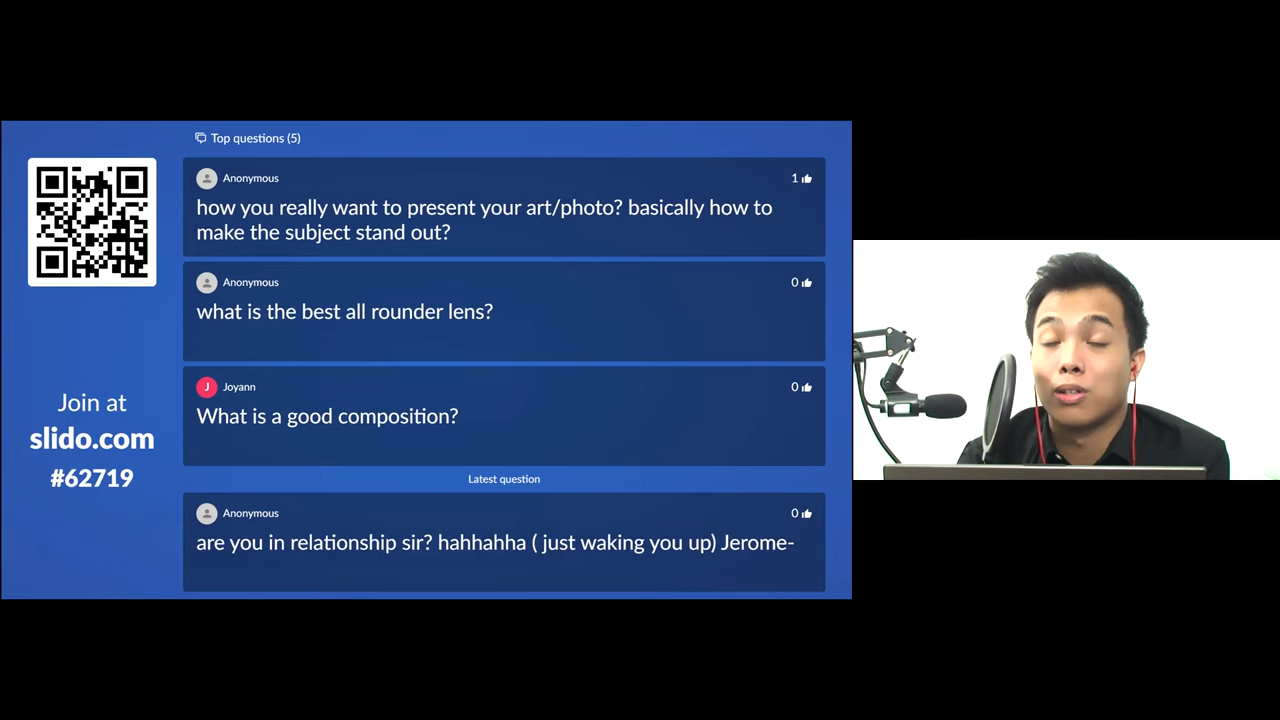 Top questions (5)
Anonymous
1
how you really want to present your art/photo? basically how to
make the subject stand out?
Anonymous
0
what is the best all rounder lens?
J
Joyann
0
What is a good composition?
Latest question
Anonymous
0
are you in relationship sir? hahhahha ( just waking you up) Jerome-
Join at
slido.com
#62719